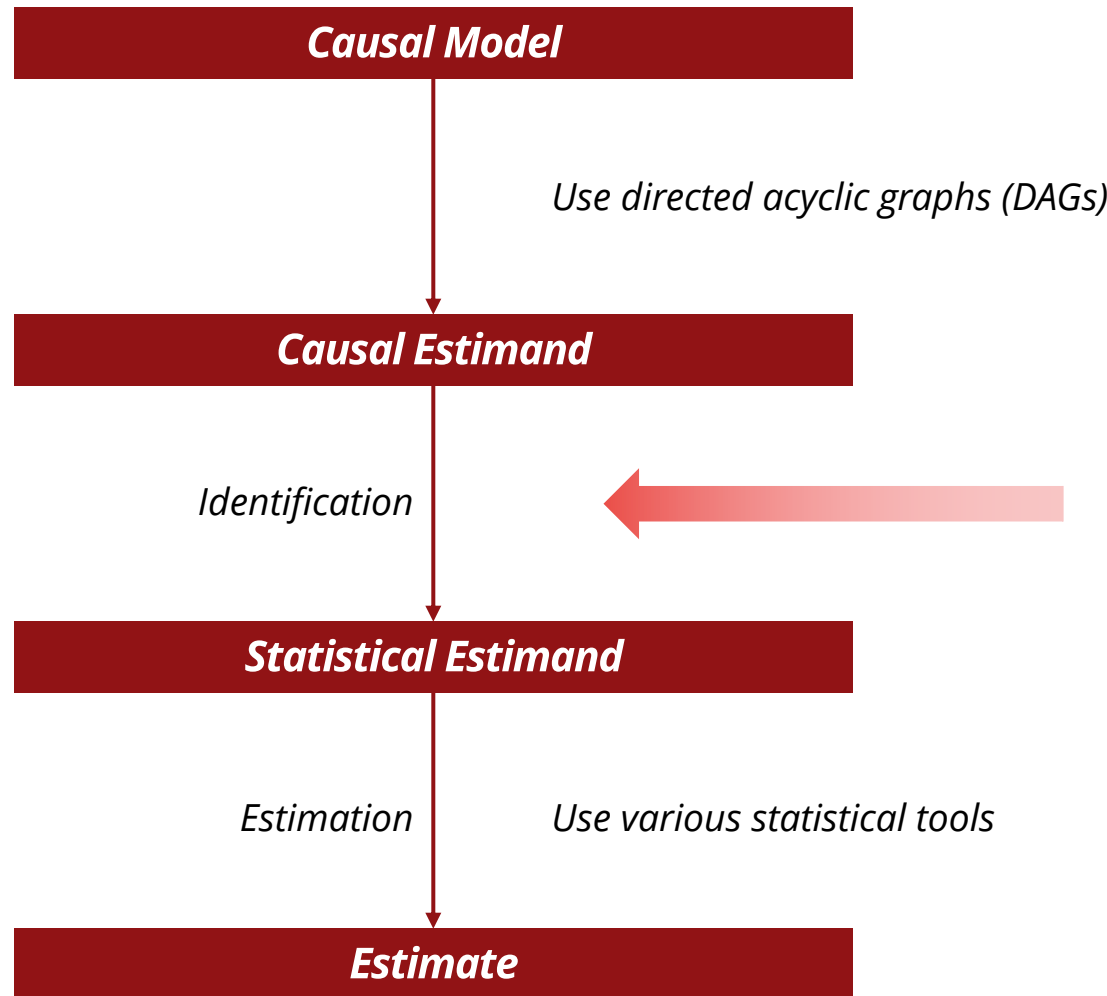 Causal Model
Use directed acyclic graphs (DAGs)
Causal Estimand
Identification
Statistical Estimand
Estimation
Use various statistical tools
Estimate